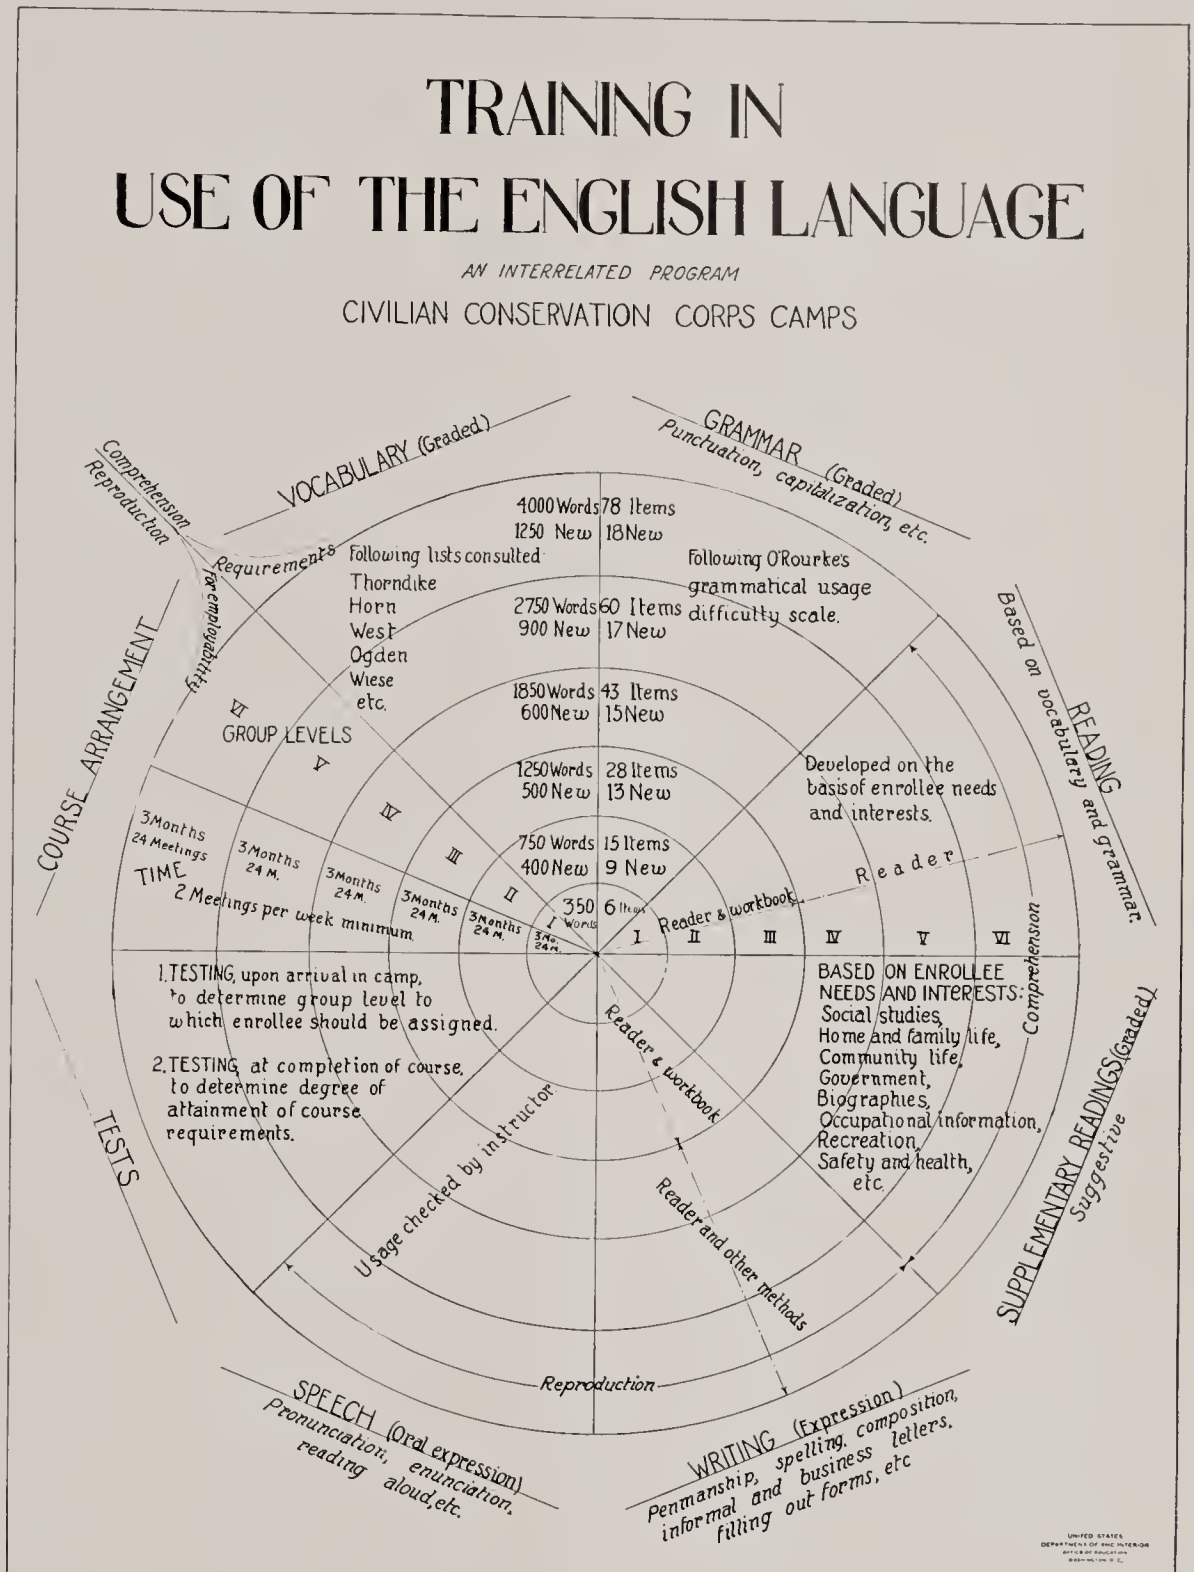 TRAINING IN
USE OF THE ENGLISH LANGUAGE
AN INTERRELATED PROGRAM
CIVILIAN CONSERVATION CORPS CAMPS
Comprehension
Reproduction
VOCABULARY (Graded)
GRAMMAR (Graded)
Punctuation, capitalization, etc.
Requirements
for employability
Following lists consulted
Thorndike
Horn
West
Ogden
Wiese
etc.
4000 Words
1250 New
78 Items
18 New
Following O'Rourke's
grammatical usage
difficulty scale.
2750 Words
900 New
60 Items
17 New
1850 Words
600 New
43 Items
15 New
1250 Words
500 New
28 Items
13 New
750 Words
400 New
15 Items
9 New
350
Words
6 Items
COURSE ARRANGEMENT
VI
GROUP LEVELS
V
IV
III
II
I
3 Months
24 Meetings
3 Months
24 M.
3 Months
24 M.
3 Months
24 M.
3 Months
24 M.
3 Mo.
24 M.
TIME
2 Meetings per week minimum
READING
Based on vocabulary and grammar.
Developed on the
basis of enrollee needs
and interests.
Reader
Reader & workbook
I II III IV V VI
Comprehension
TESTS
1. TESTING, upon arrival in camp,
to determine group level to
which enrollee should be assigned.
2. TESTING, at completion of course,
to determine degree of
attainment of course
requirements.
BASED ON ENROLLEE
NEEDS AND INTERESTS:
Social studies,
Home and family life,
Community life,
Government,
Biographies,
Occupational information,
Recreation,
Safety and health,
etc.
SUPPLEMENTARY READINGS (Graded)
Suggestive
Usage checked by instructor.
Reader & workbook
Reader and other methods
Reproduction
SPEECH (Oral expression)
Pronunciation, enunciation,
reading aloud, etc.
WRITING (Expression)
Penmanship, spelling, composition,
informal and business letters,
filling out forms, etc
UNITED STATES
DEPARTMENT OF THE INTERIOR
OFFICE OF EDUCATION
WASHINGTON D.C.